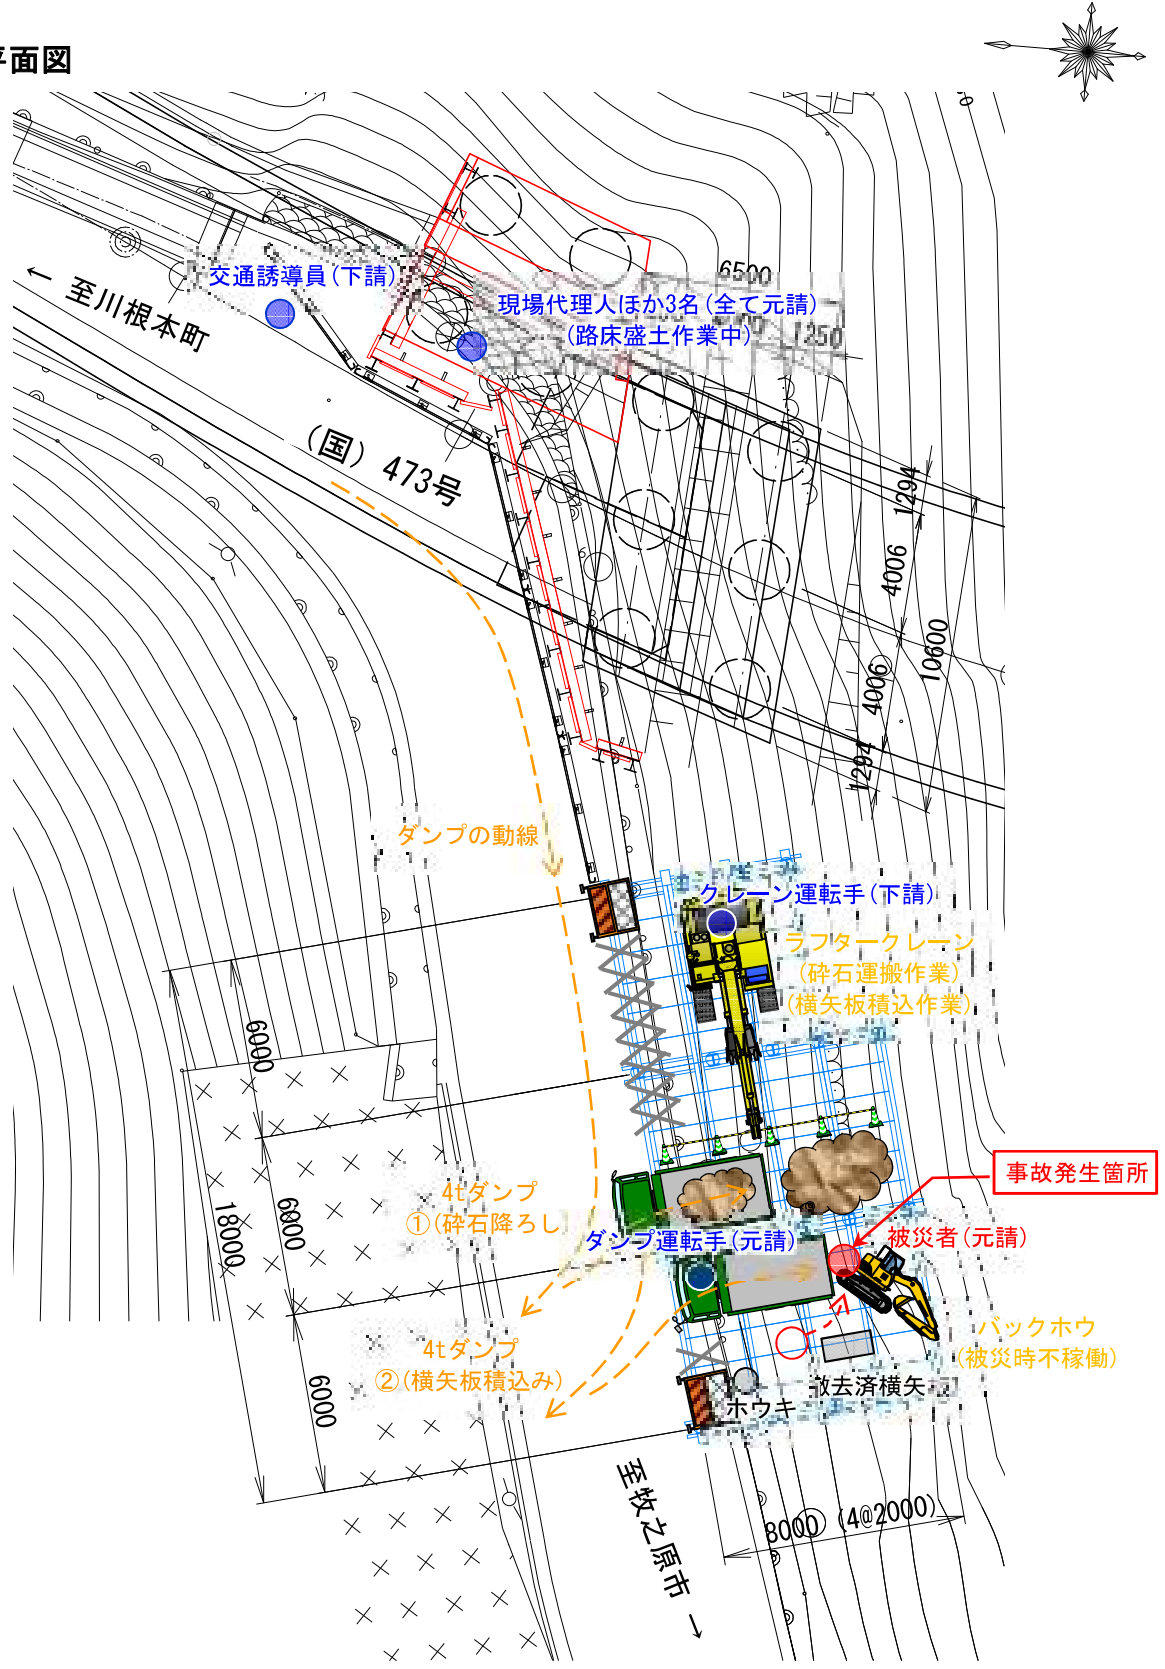 平面図
交通誘導員(下請)
← 至川根本町
現場代理人ほか3名(全て元請)
(路床盛土作業中)
6500
1250
(国) 473号
1294
4006
10600
4006
1294
ダンプの動線
クレーン運転手(下請)
ラフタークレーン
(砕石運搬作業)
(横矢板積込作業)
6000
18000
6000
6000
4tダンプ
①(砕石降ろし
ダンプ運転手(元請)
事故発生箇所
被災者(元請)
バックホウ
(被災時不稼働)
4tダンプ
②(横矢板積込み)
撤去済横矢
ホウキ
至牧之原市 →
8000 (4@2000)